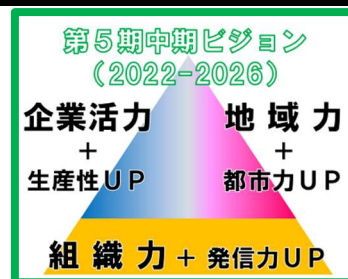 第５期中期ビジョン
（2022-2026）
企業活力
地域力
+
+
生産性ＵＰ
都市力ＵＰ
組織力 + 発信力ＵＰ